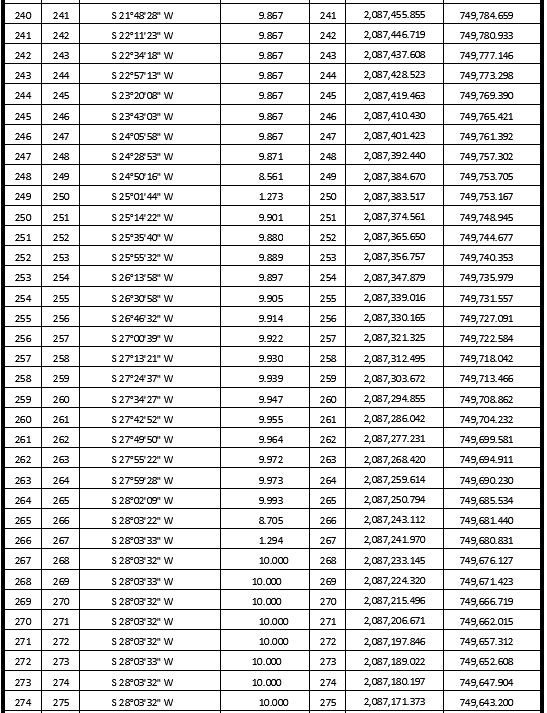 240 241 S 21°48'28" W 9.867 241 2,087,455.855 749,784.659
241 242 S 22°11'23" W 9.867 242 2,087,446.719 749,780.933
242 243 S 22°34'18" W 9.867 243 2,087,437.608 749,777.146
243 244 S 22°57'13" W 9.867 244 2,087,428.523 749,773.298
244 245 S 23°20'08" W 9.867 245 2,087,419.463 749,769.390
245 246 S 23°43'03" W 9.867 246 2,087,410.430 749,765.421
246 247 S 24°05'58" W 9.867 247 2,087,401.423 749,761.392
247 248 S 24°28'53" W 9.871 248 2,087,392.440 749,757.302
248 249 S 24°50'16" W 8.561 249 2,087,384.670 749,753.705
249 250 S 25°01'44" W 1.273 250 2,087,383.517 749,753.167
250 251 S 25°14'22" W 9.901 251 2,087,374.561 749,748.945
251 252 S 25°35'40" W 9.880 252 2,087,365.650 749,744.677
252 253 S 25°55'32" W 9.889 253 2,087,356.757 749,740.353
253 254 S 26°13'58" W 9.897 254 2,087,347.879 749,735.979
254 255 S 26°30'58" W 9.905 255 2,087,339.016 749,731.557
255 256 S 26°46'32" W 9.914 256 2,087,330.165 749,727.091
256 257 S 27°00'39" W 9.922 257 2,087,321.325 749,722.584
257 258 S 27°13'21" W 9.930 258 2,087,312.495 749,718.042
258 259 S 27°24'37" W 9.939 259 2,087,303.672 749,713.466
259 260 S 27°34'27" W 9.947 260 2,087,294.855 749,708.862
260 261 S 27°42'52" W 9.955 261 2,087,286.042 749,704.232
261 262 S 27°49'50" W 9.964 262 2,087,277.231 749,699.581
262 263 S 27°55'22" W 9.972 263 2,087,268.420 749,694.911
263 264 S 27°59'28" W 9.973 264 2,087,259.614 749,690.230
264 265 S 28°02'09" W 9.993 265 2,087,250.794 749,685.534
265 266 S 28°03'22" W 8.705 266 2,087,243.112 749,681.440
266 267 S 28°03'32" W 1.294 267 2,087,241.970 749,680.831
267 268 S 28°03'32" W 10.000 268 2,087,233.145 749,676.127
268 269 S 28°03'33" W 10.000 269 2,087,224.320 749,671.423
269 270 S 28°03'32" W 10.000 270 2,087,215.496 749,666.719
270 271 S 28°03'32" W 10.000 271 2,087,206.671 749,662.015
271 272 S 28°03'32" W 10.000 272 2,087,197.846 749,657.312
272 273 S 28°03'33" W 10.000 273 2,087,189.022 749,652.608
273 274 S 28°03'32" W 10.000 274 2,087,180.197 749,647.904
274 275 S 28°03'32" W 10.000 275 2,087,171.373 749,643.200